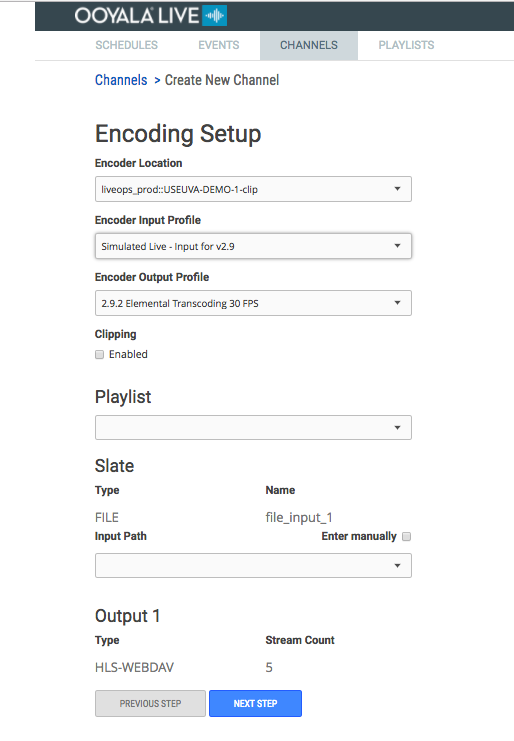 OOYALA LIVE
SCHEDULES EVENTS CHANNELS PLAYLISTS
Channels > Create New Channel
Encoding Setup
Encoder Location
liveops_prod::USEUVA-DEMO-1-clip
Encoder Input Profile
Simulated Live - Input for v2.9
Encoder Output Profile
2.9.2 Elemental Transcoding 30 FPS
Clipping
Enabled
Playlist
Slate
Type Name
FILE file_input_1
Input Path Enter manually
Output 1
Type Stream Count
HLS-WEBDAV 5
PREVIOUS STEP NEXT STEP